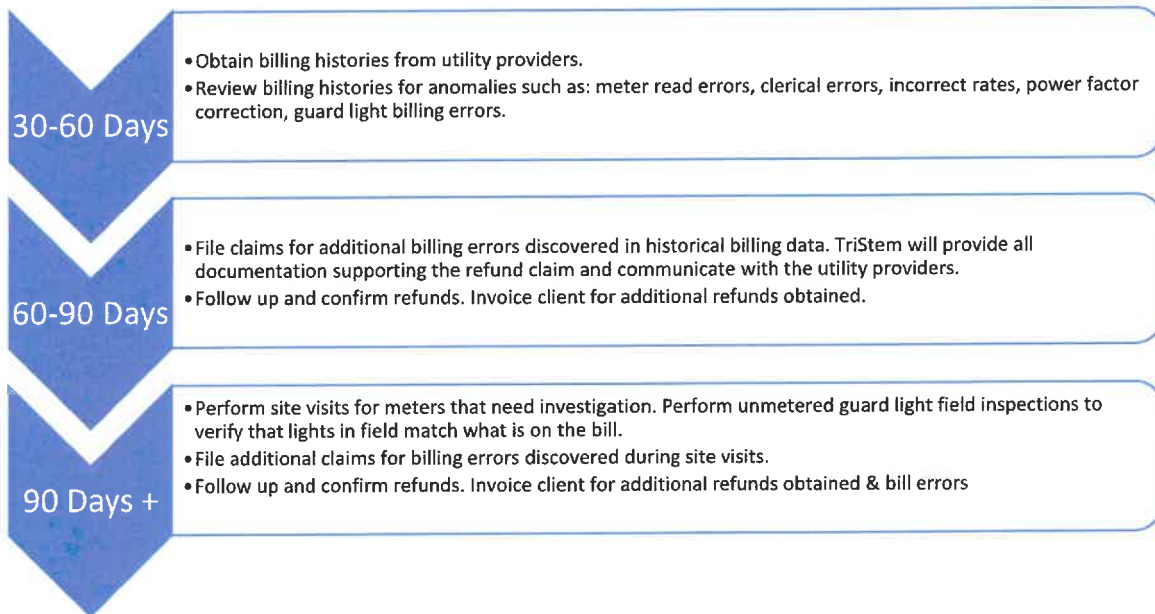 30-60 Days
• Obtain billing histories from utility providers.
• Review billing histories for anomalies such as: meter read errors, clerical errors, incorrect rates, power factor
correction, guard light billing errors.
60-90 Days
• File claims for additional billing errors discovered in historical billing data. TriStem will provide all
documentation supporting the refund claim and communicate with the utility providers.
• Follow up and confirm refunds. Invoice client for additional refunds obtained.
90 Days +
• Perform site visits for meters that need investigation. Perform unmetered guard light field inspections to
verify that lights in field match what is on the bill.
• File additional claims for billing errors discovered during site visits.
• Follow up and confirm refunds. Invoice client for additional refunds obtained & bill errors